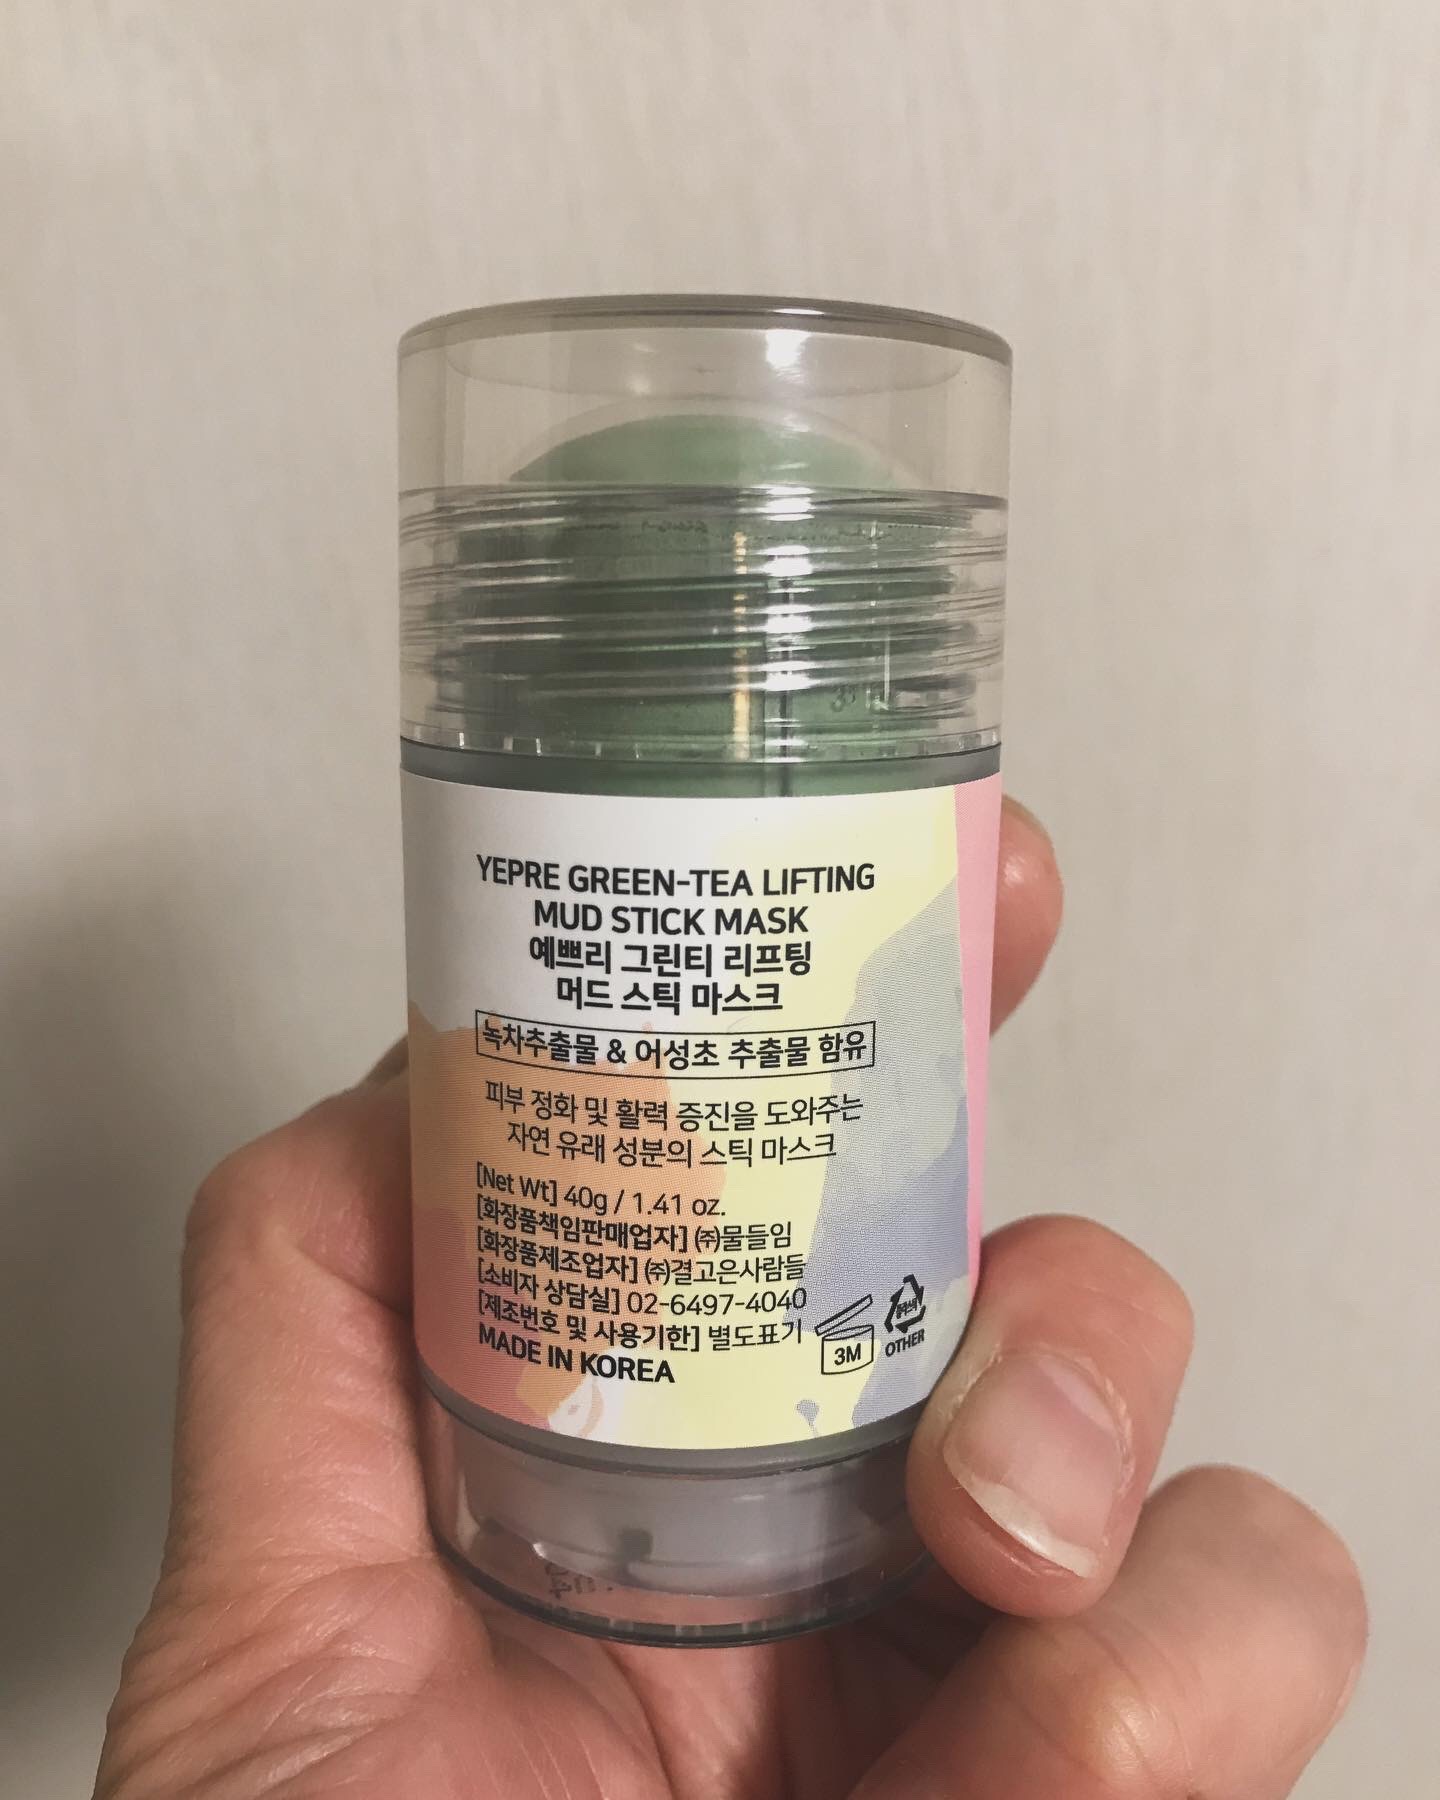 YEPRE GREEN-TEA LIFTING
MUD STICK MASK
예쁘리 그린티 리프팅
머드 스틱 마스크
녹차추출물 & 어성초 추출물 함유
피부 정화 및 활력 증진을 도와주는
자연 유래 성분의 스틱 마스크
[Net Wt] 40g / 1.41 oz.
[화장품책임판매업자] ㈜물들임
[화장품제조업자] ㈜결고은사람들
[소비자 상담실] 02-6497-4040
[제조번호 및 사용기한] 별도표기
MADE IN KOREA
3M
OTHER